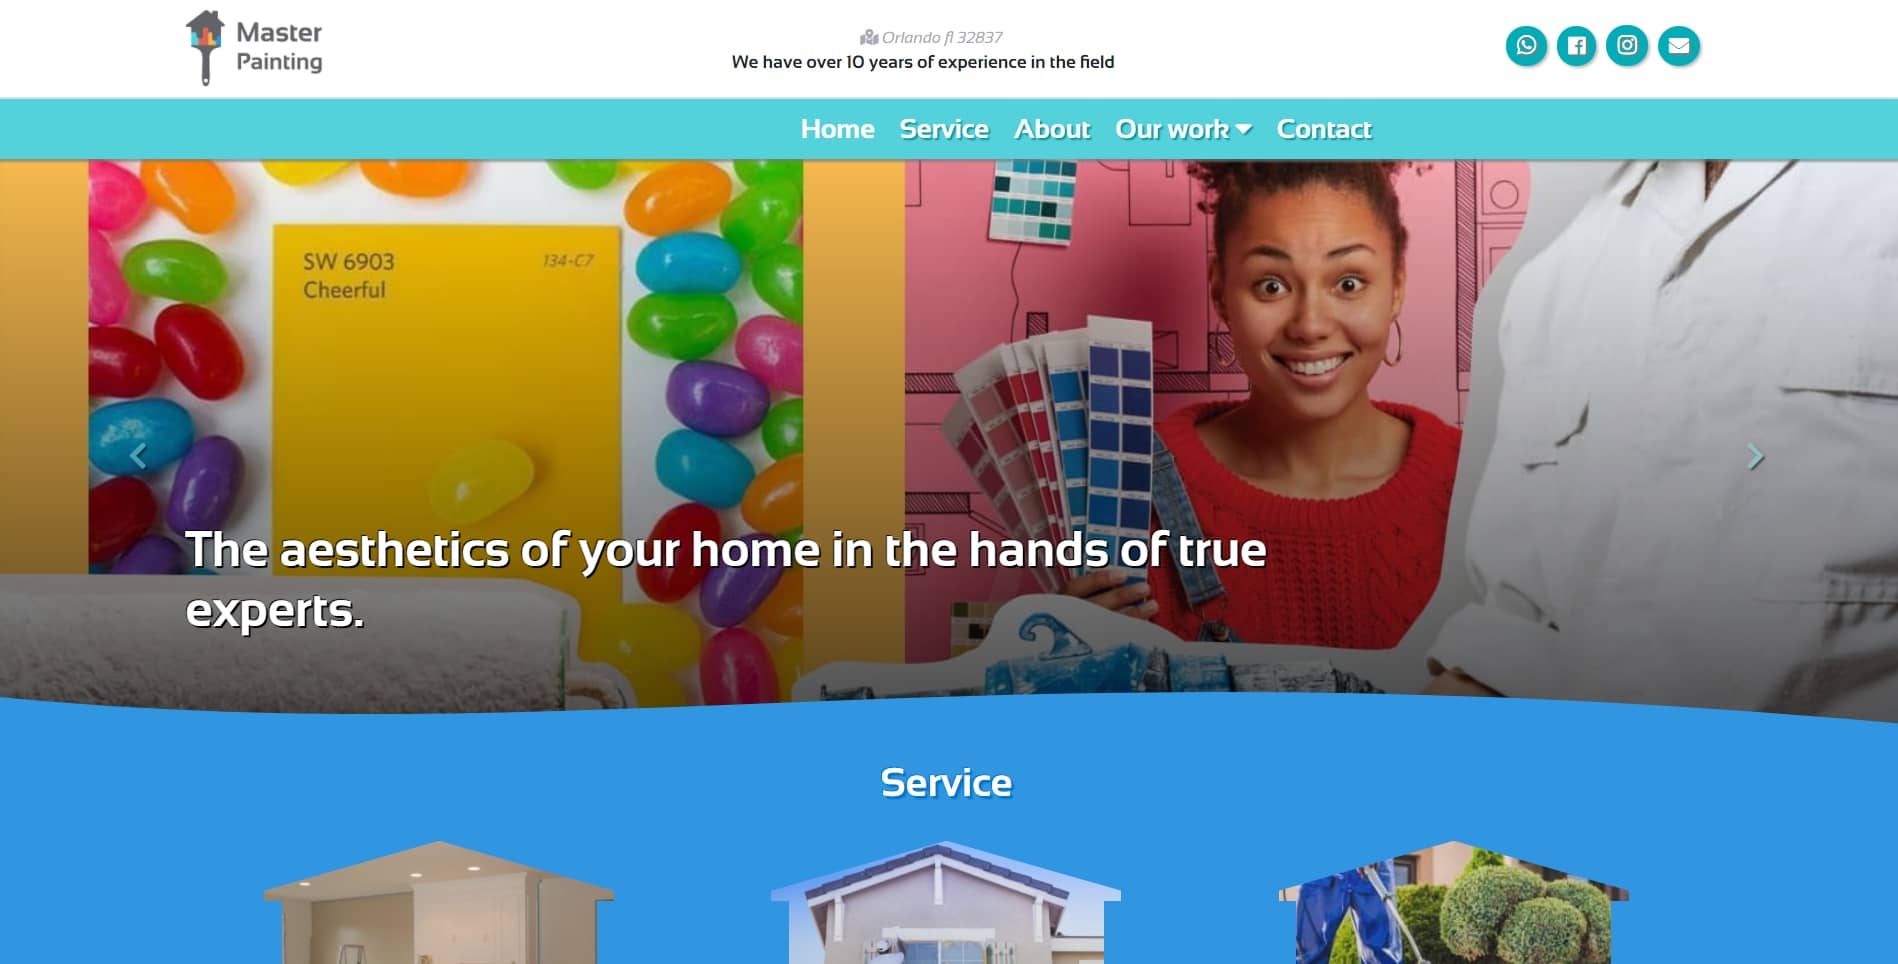 Master
Painting
Orlando fl 32837
We have over 10 years of experience in the field
Home Service About Our work Contact
SW 6903 134-C7
Cheerful
The aesthetics of your home in the hands of true
experts.
Service